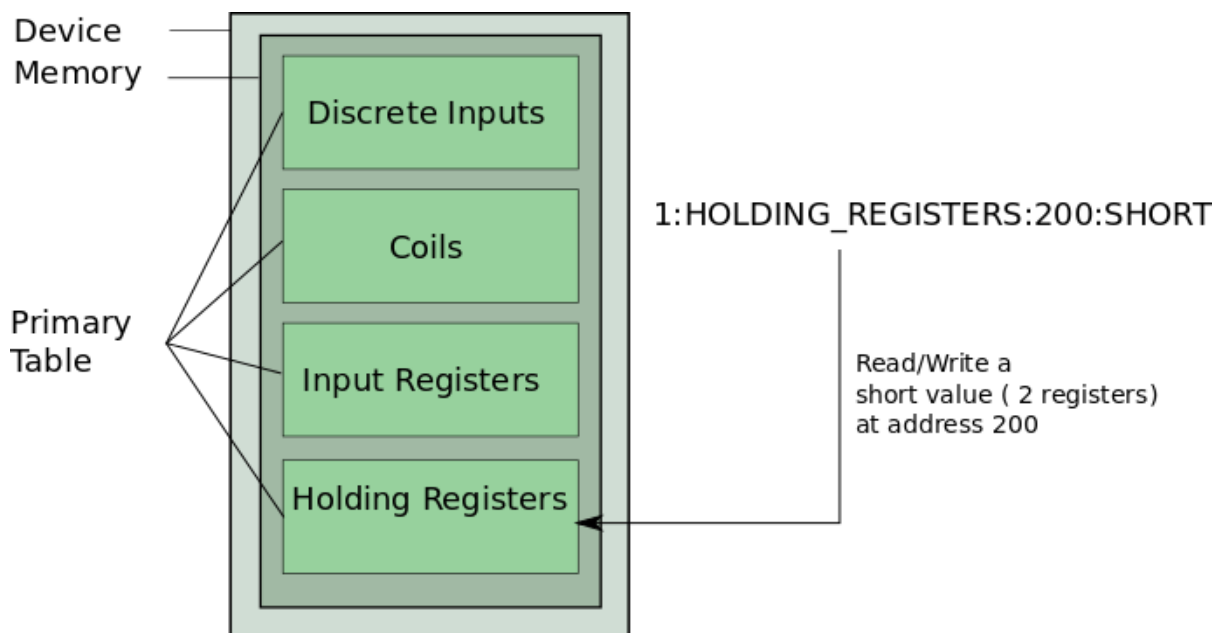 Device
Memory
Discrete Inputs
Coils
Input Registers
Holding Registers
Primary
Table
1:HOLDING_REGISTERS:200:SHORT
Read/Write a
short value ( 2 registers)
at address 200